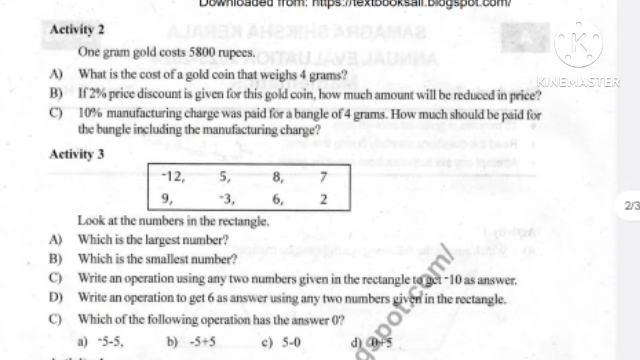 Downloaded from: https://textbooksall.blogspot.com/
Activity 2
One gram gold costs 5800 rupees.
A) What is the cost of a gold coin that weighs 4 grams?
B) If 2% price discount is given for this gold coin, how much amount will be reduced in price?
C) 10% manufacturing charge was paid for a bangle of 4 grams. How much should be paid for
the bangle including the manufacturing charge?
KINEMASTER
Activity 3
-12, 5, 8, 7
9, -3, 6, 2
2/3
Look at the numbers in the rectangle.
A) Which is the largest number?
B) Which is the smallest number?
C) Write an operation using any two numbers given in the rectangle to get -10 as answer.
D) Write an operation to get 6 as answer using any two numbers given in the rectangle.
C) Which of the following operation has the answer 0?
a) -5-5, b) -5+5 c) 5-0 d) 0+5
gspot.com/